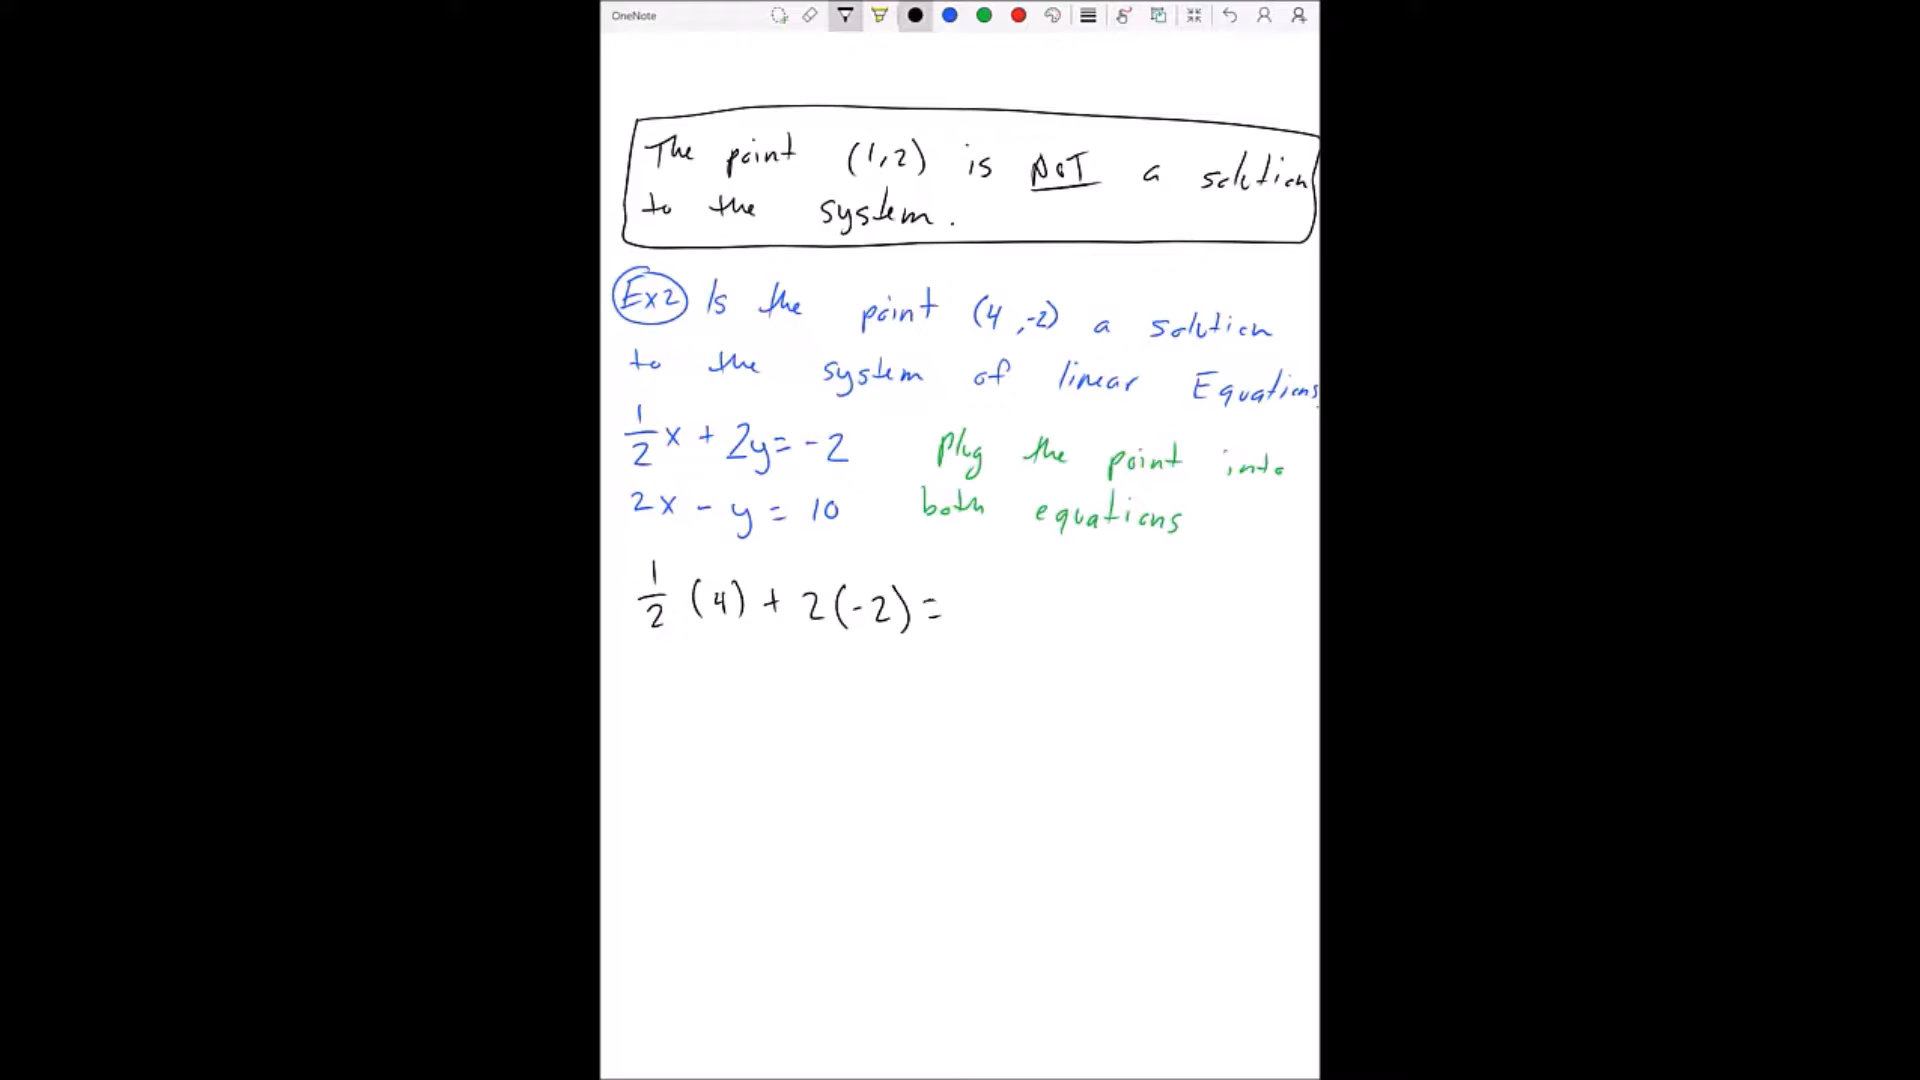 OneNote
The point (1,2) is NOT a solution
to the system.
Ex2 Is the point (4,-2) a solution
to the system of linear Equations
1/2 x + 2y = -2 plug the point into
2x - y = 10 both equations
1/2 (4) + 2(-2) =